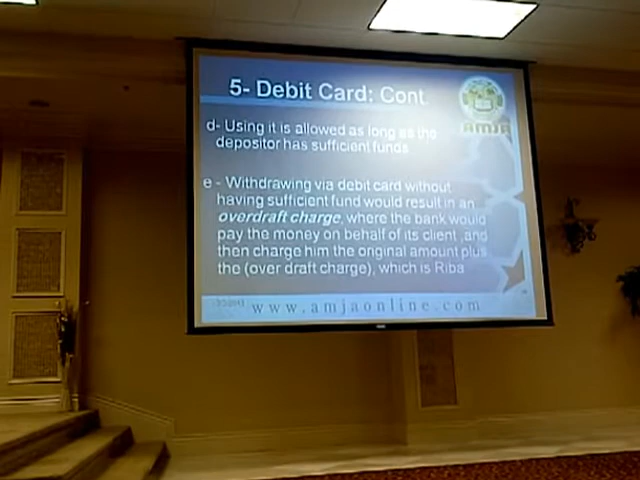 5- Debit Card: Cont
d- Using it is allowed as long as the
depositor has sufficient funds
e - Withdrawing via debit card without
having sufficient fund would result in an
overdraft charge, where the bank would
pay the money on behalf of its client ,and
then charge him the original amount plus
the (over draft charge), which is Riba
www.amjaonline.com
AMJA